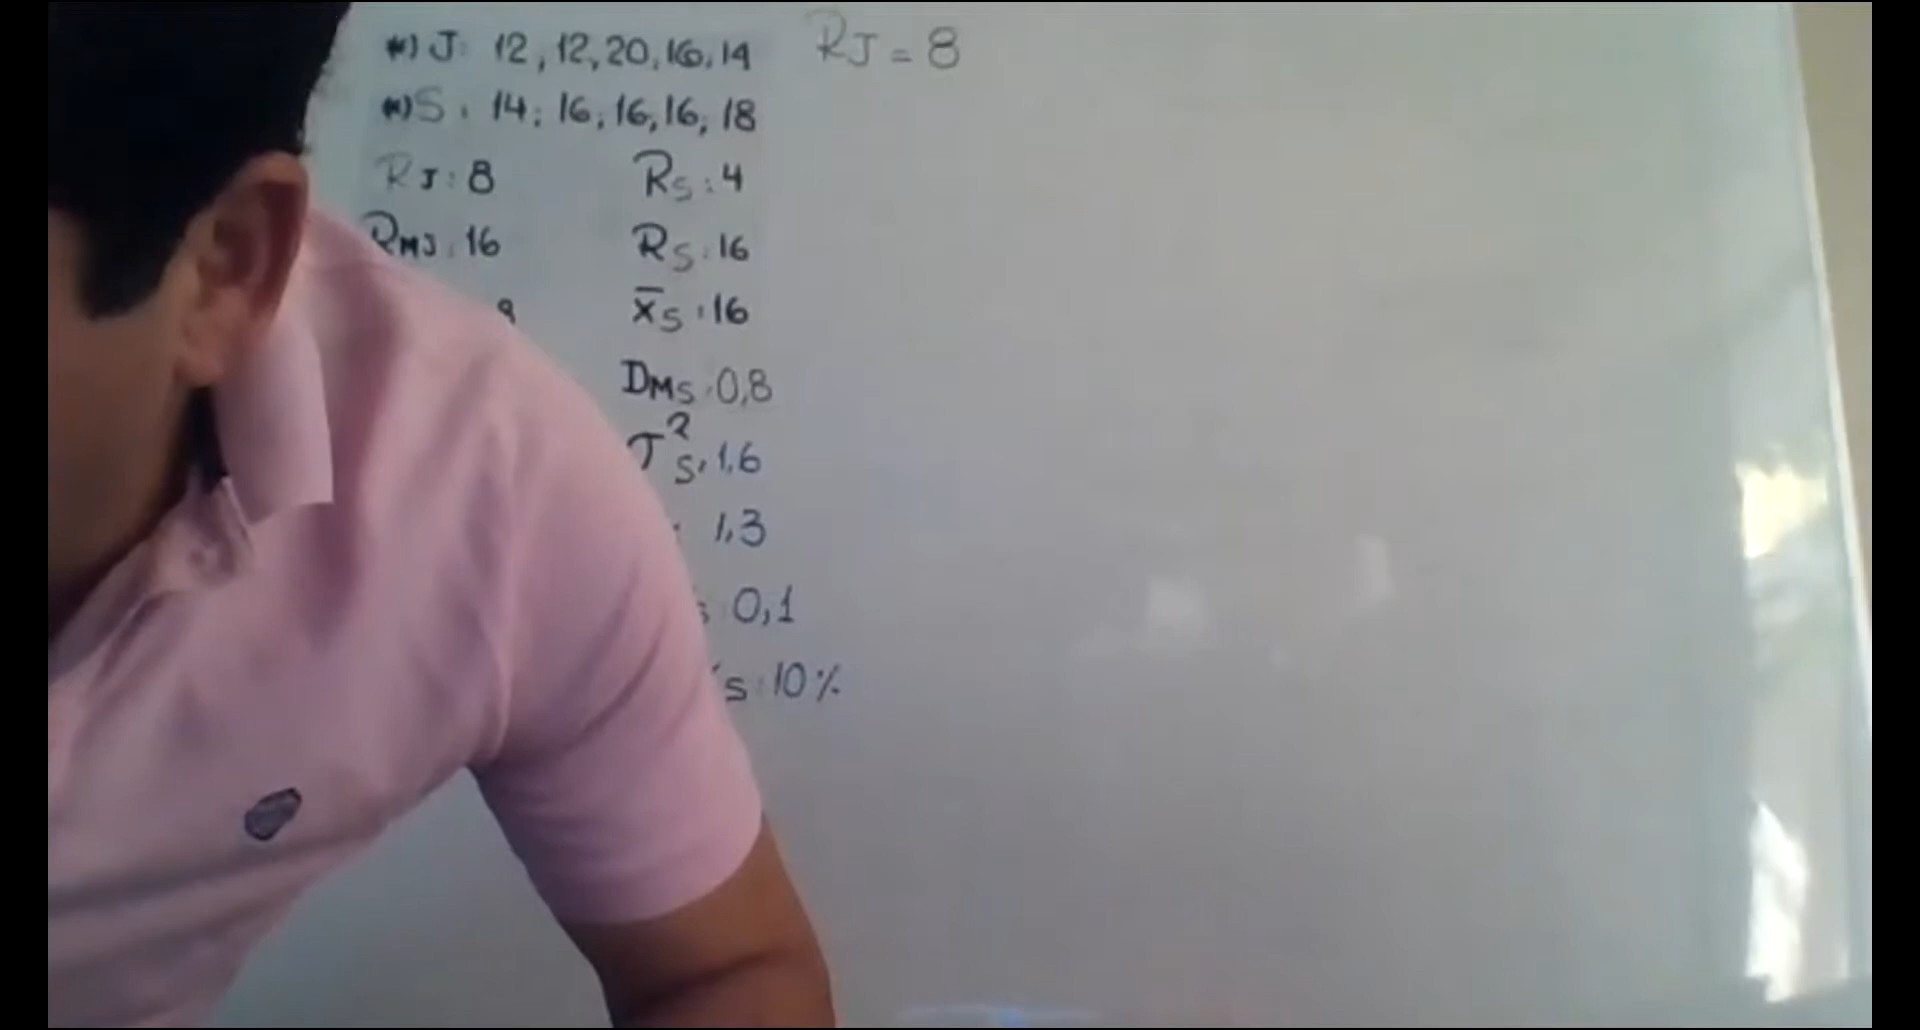 *) J: 12, 12, 20, 16, 14 RJ = 8
*) S: 14; 16; 16, 16; 18
RJ: 8 RS: 4
RMJ: 16 RS: 16
x̄S: 16
DMS: 0,8
σ²S: 1,6
: 1,3
S: 0,1
S: 10%